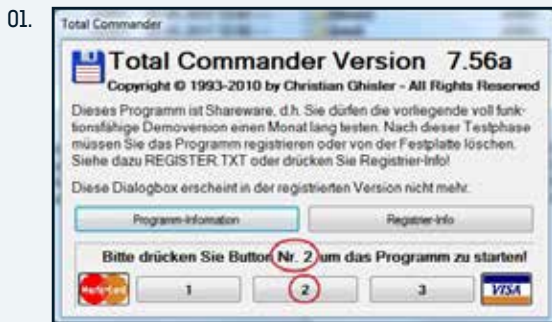 01.
Total Commander
Total Commander Version 7.56a
Copyright © 1993-2010 by Christian Ghisler - All Rights Reserved
Dieses Programm ist Shareware, d.h. Sie dürfen die vorliegende voll funk-
tionsfähige Demoversion einen Monat lang testen. Nach dieser Testphase
müssen Sie das Programm registrieren oder von der Festplatte löschen.
Siehe dazu REGISTER.TXT oder drücken Sie Registrier-Info!
Diese Dialogbox erscheint in der registrierten Version nicht mehr.
Programm-Information Registrier-Info
Bitte drücken Sie Button Nr. 2 um das Programm zu starten!
MasterCard 1 2 3 VISA